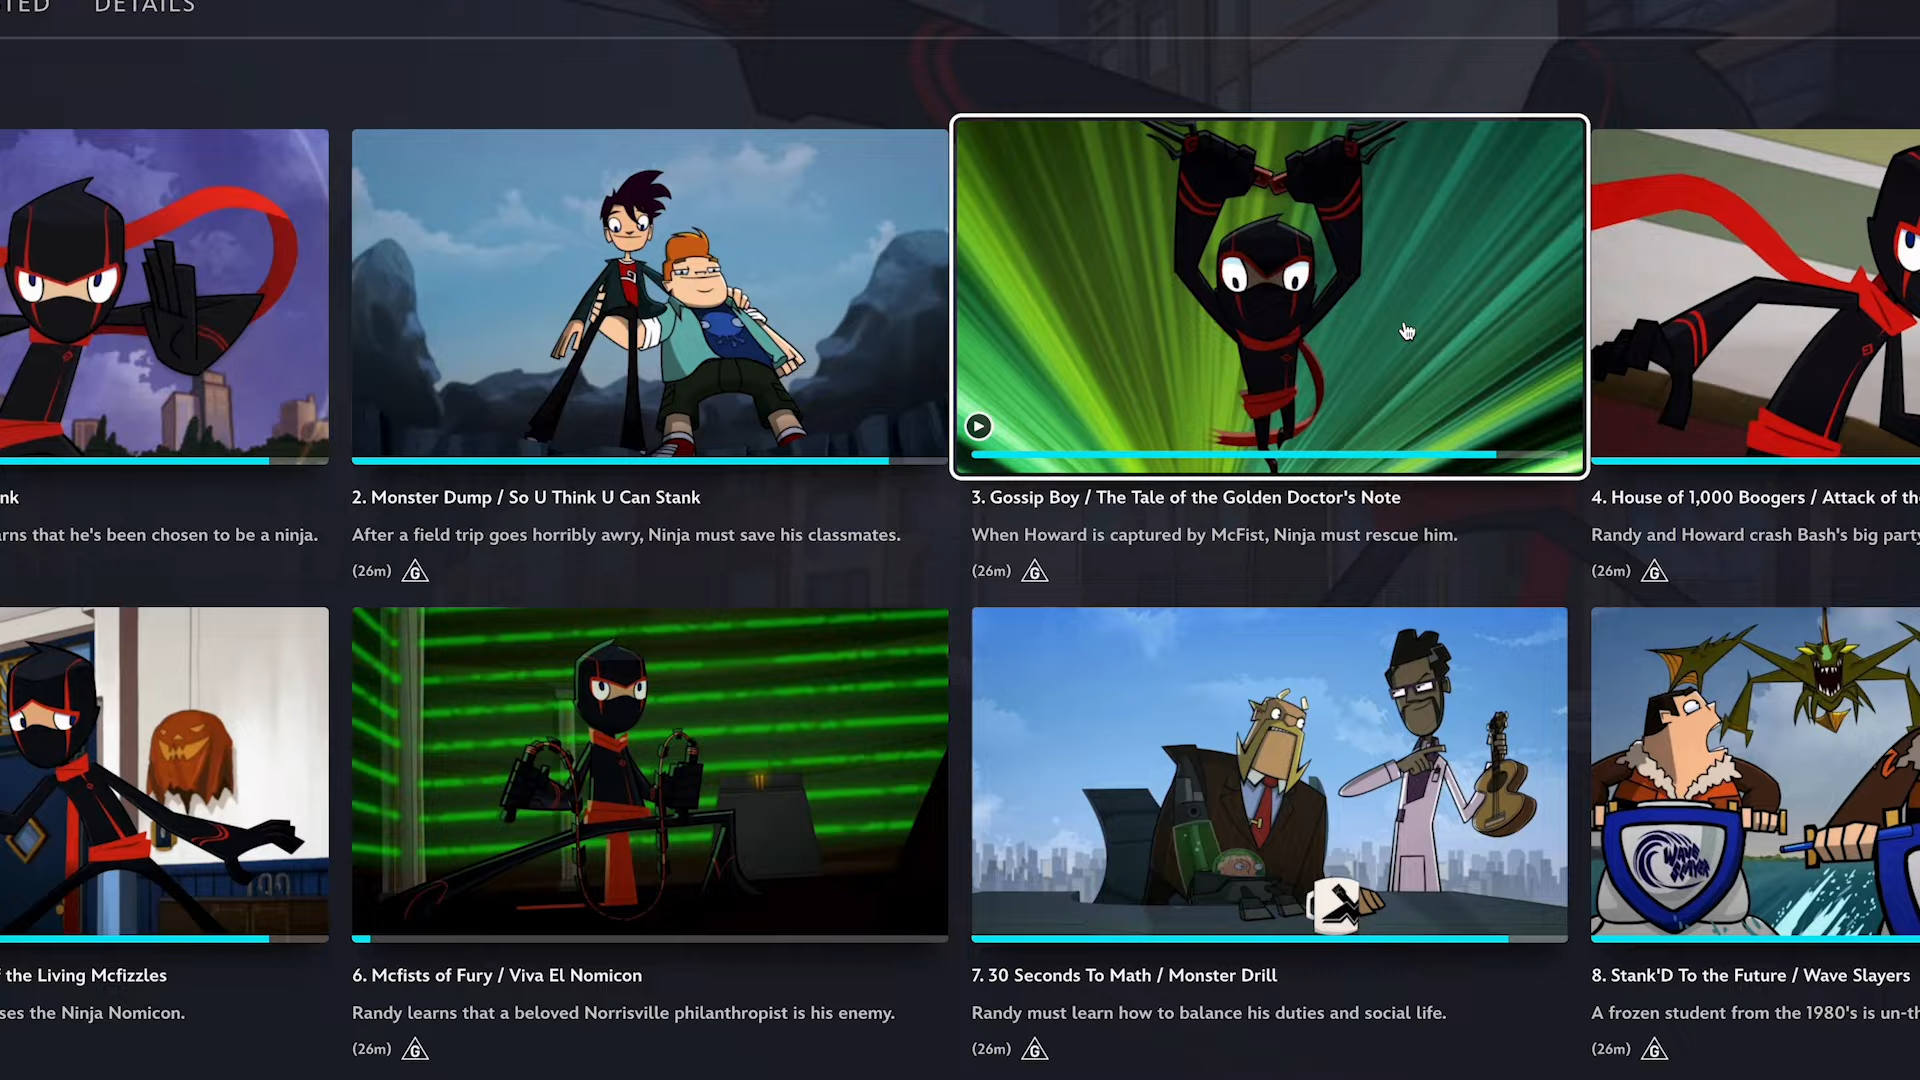 DETAILS
2. Monster Dump / So U Think U Can Stank
3. Gossip Boy / The Tale of the Golden Doctor's Note
4. House of 1,000 Boogers / Attack of
that he's been chosen to be a ninja.
After a field trip goes horribly awry, Ninja must save his classmates.
When Howard is captured by McFist, Ninja must rescue him.
Randy and Howard crash Bash's big party
(26m) G
(26m) G
(26m) G
WAVE SLAYER
the Living Mcfizzles
6. Mcfists of Fury / Viva El Nomicon
7. 30 Seconds To Math / Monster Drill
8. Stank'D To the Future / Wave Slayers
the Ninja Nomicon.
Randy learns that a beloved Norrisville philanthropist is his enemy.
Randy must learn how to balance his duties and social life.
A frozen student from the 1980's is
(26m) G
(26m) G
(26m) G